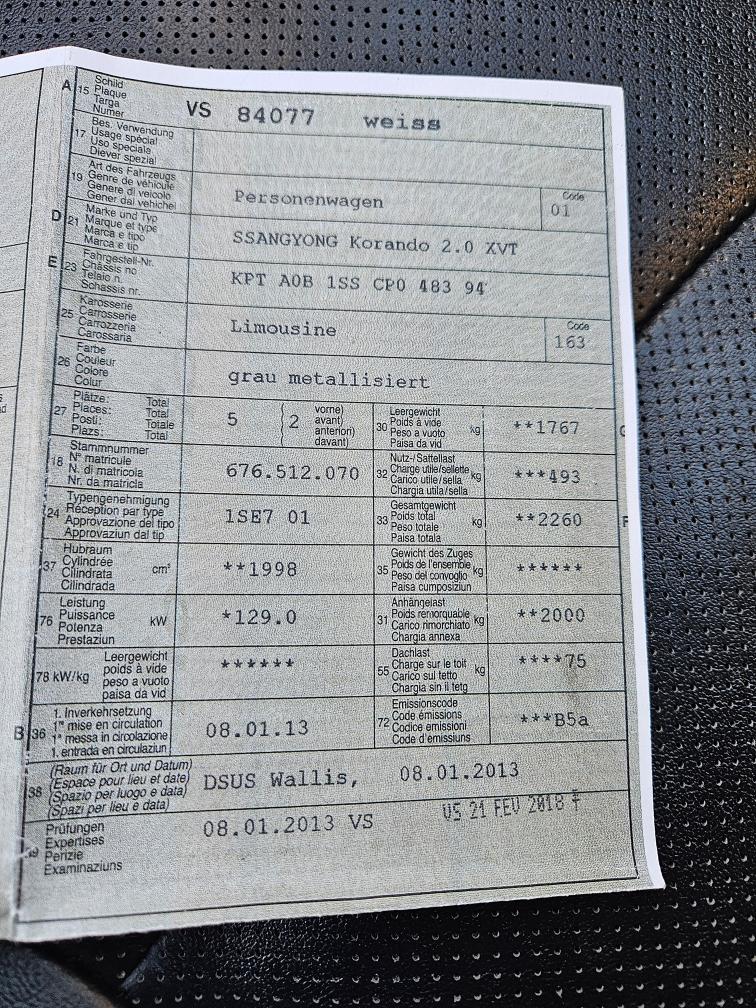 A
15
Schild
Plaque
Targa
Numer
VS 84077 weiss
17
Bes. Verwendung
Usage spécial
Uso speciale
Diever spezial
19
Art des Fahrzeugs
Genre de véhicule
Genere di veicolo
Gener dal vehichel
Personenwagen
Code
01
D
21
Marke und Typ
Marque et type
Marca e tipo
Marca e tip
SSANGYONG Korando 2.0 XVT
E
23
Fahrgestell-Nr.
Châssis no
Telaio n.
Schassis nr.
KPT A0B 1SS CP0 483 94
25
Karosserie
Carrosserie
Carrozzeria
Carossaria
Limousine
Code
163
26
Farbe
Couleur
Colore
Colur
grau metallisiert
27
Plätze: Total
Places: Total
Posti: Totale
Plazs: Total
5
2
vorne)
avant)
anteriori)
davant)
30
Leergewicht
Poids à vide
Peso a vuoto
Paisa da vid
kg
**1767
G
18
Stammnummer
N° matricule
N. di matricola
Nr. da matricla
676.512.070
32
Nutz-/Sattellast
Charge utile/sellette
Carico utile/sella
Chargia utila/sella
kg
***493
24
Typengenehmigung
Réception par type
Approvazione del tipo
Approvaziun dal tip
1SE7 01
33
Gesamtgewicht
Poids total
Peso totale
Paisa totala
kg
**2260
F
37
Hubraum
Cylindrée
Cilindrata
Cilindrada
cm³
**1998
35
Gewicht des Zuges
Poids de l'ensemble
Peso del convoglio
Paisa cumposiziun
kg
******
76
Leistung
Puissance
Potenza
Prestaziun
kW
*129.0
31
Anhängelast
Poids remorquable
Carico rimorchiato
Chargia annexa
kg
**2000
78 kW/kg
Leergewicht
poids à vide
peso a vuoto
paisa da vid
******
55
Dachlast
Charge sur le toit
Carico sul tetto
Chargia sin il tetg
kg
****75
B
36
1. Inverkehrsetzung
1re mise en circulation
1a messa in circolazione
1. entrada en circulaziun
08.01.13
72
Emissionscode
Code émissions
Codice emissioni
Code d'emissiuns
***B5a
38
(Raum für Ort und Datum)
(Espace pour lieu et date)
(Spazio per luogo e data)
(Spazi per lieu e data)
DSUS Wallis, 08.01.2013
Prüfungen
Expertises
Perizie
Examinaziuns
08.01.2013 VS
VS 21 FEV 2018